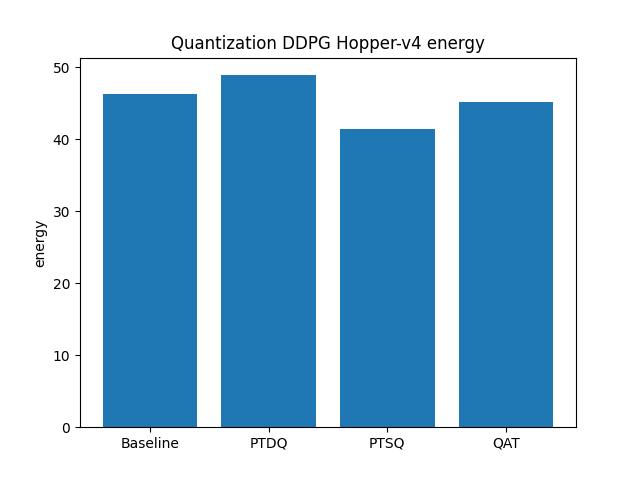 Quantization DDPG Hopper-v4 energy
50
40
30
20
10
0
energy
Baseline PTDQ PTSQ QAT